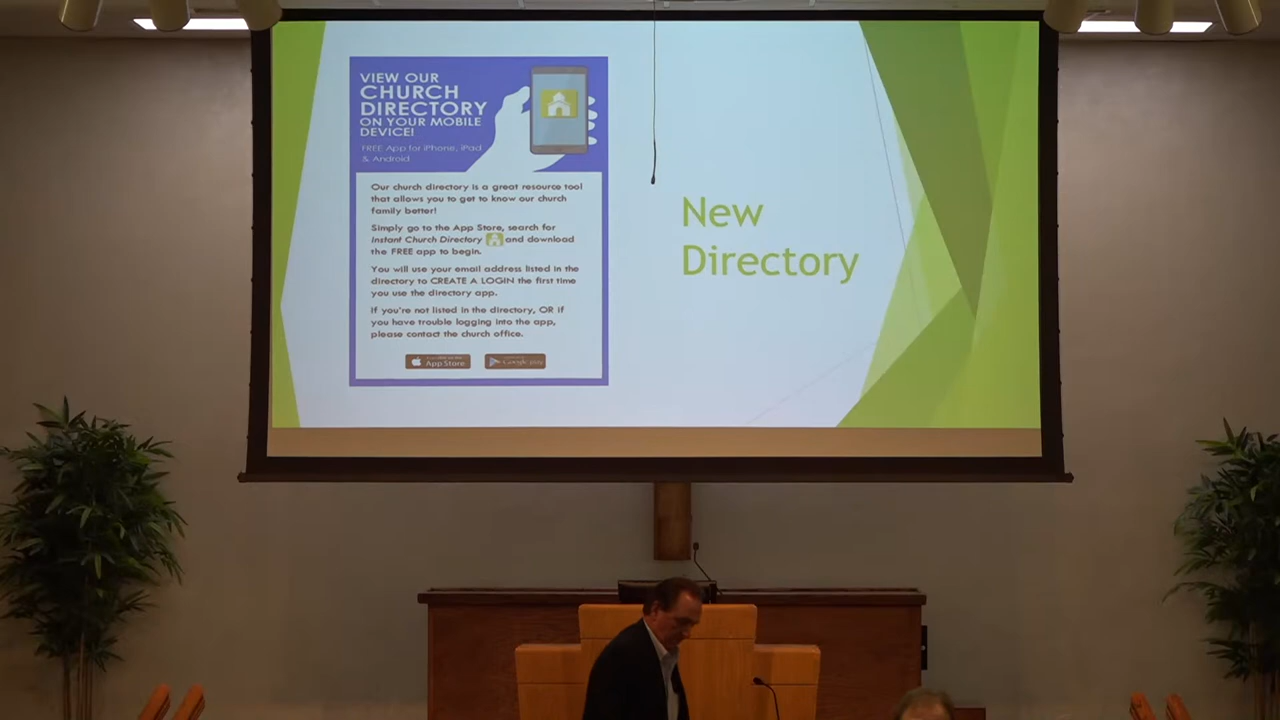 VIEW OUR
CHURCH
DIRECTORY
ON YOUR MOBILE
DEVICE!
FREE App for iPhone, iPad
& Android
Our church directory is a great resource tool
that allows you to get to know our church
family better!
Simply go to the App Store, search for
Instant Church Directory and download
the FREE app to begin.
You will use your email address listed in the
directory to CREATE A LOGIN the first time
you use the directory app.
If you're not listed in the directory, OR if
you have trouble logging into the app,
please contact the church office.
App Store
Google play
New
Directory